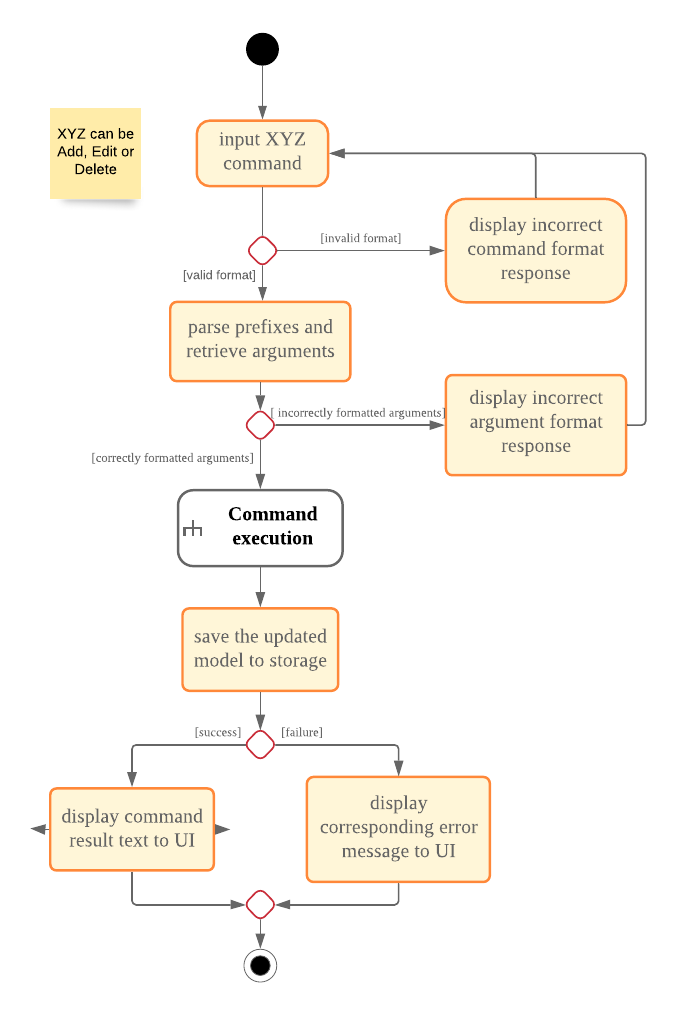 XYZ can be
Add, Edit or
Delete
input XYZ
command
[invalid format]
display incorrect
command format
response
[valid format]
parse prefixes and
retrieve arguments
[ incorrectly formatted arguments]
display incorrect
argument format
response
[correctly formatted arguments]
Command
execution
save the updated
model to storage
[success]
[failure]
display command
result text to UI
display
corresponding error
message to UI